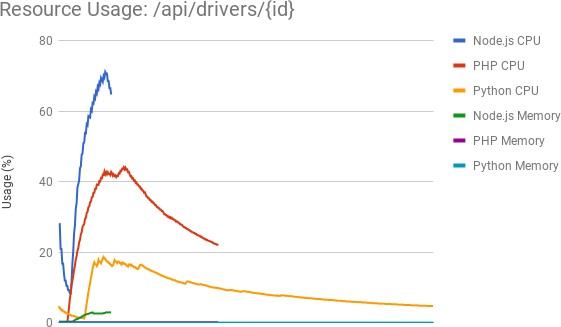 Resource Usage: /api/drivers/{id}
80
60
40
20
0
Usage (%)
Node.js CPU
PHP CPU
Python CPU
Node.js Memory
PHP Memory
Python Memory